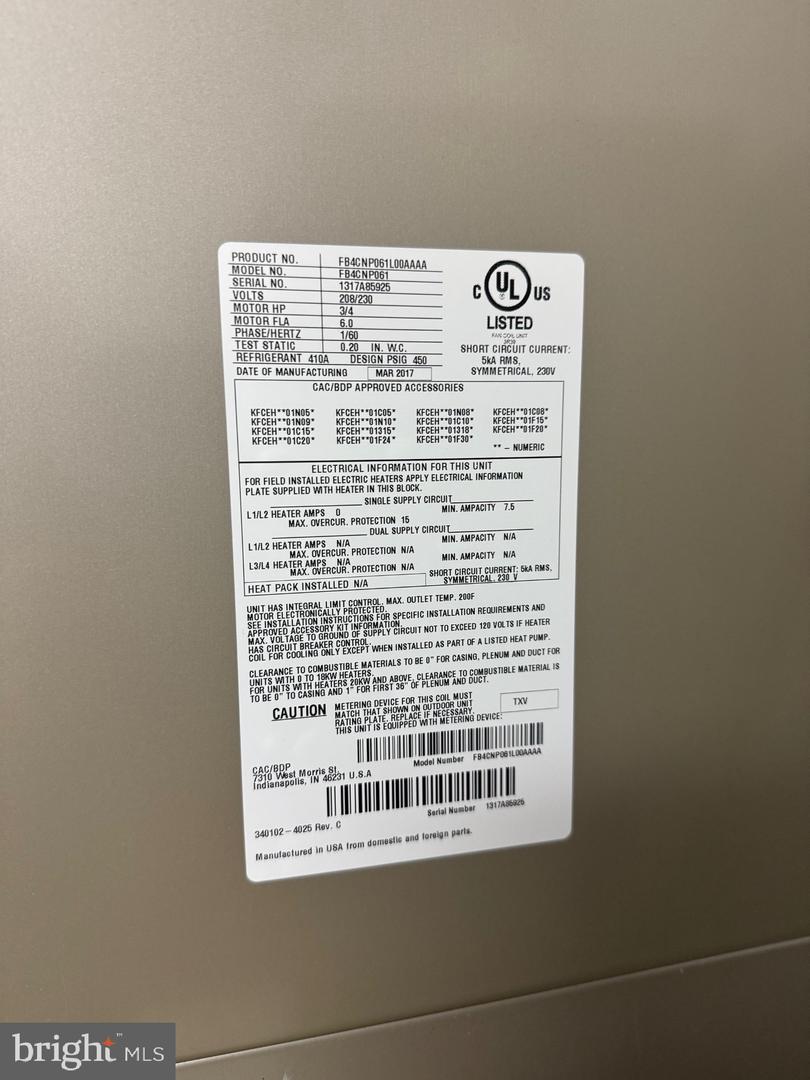 PRODUCT NO. FB4CNP061L00AAAA
MODEL NO. FB4CNP061
SERIAL NO. 1317A85925
VOLTS 208/230
MOTOR HP 3/4
MOTOR FLA 6.0
PHASE/HERTZ 1/60
TEST STATIC 0.20 IN. W.C.
REFRIGERANT 410A DESIGN PSIG 450
DATE OF MANUFACTURING MAR 2017
C UL US
LISTED
FAN COIL UNIT
SHORT CIRCUIT CURRENT:
5kA RMS,
SYMMETRICAL, 230V
CAC/BDP APPROVED ACCESSORIES
KFCEH**01N05* KFCEH**01C05* KFCEH**01N08* KFCEH**01C08*
KFCEH**01N09* KFCEH**01N10* KFCEH**01C10* KFCEH**01F15*
KFCEH**01C15* KFCEH**01315* KFCEH**01318* KFCEH**01F20*
KFCEH**01C20* KFCEH**01F24* KFCEH**01F30*
** - NUMERIC
ELECTRICAL INFORMATION FOR THIS UNIT
FOR FIELD INSTALLED ELECTRIC HEATERS APPLY ELECTRICAL INFORMATION
PLATE SUPPLIED WITH HEATER IN THIS BLOCK.
SINGLE SUPPLY CIRCUIT
L1/L2 HEATER AMPS 0 MIN. AMPACITY 7.5
MAX. OVERCUR. PROTECTION 15
DUAL SUPPLY CIRCUIT
L1/L2 HEATER AMPS N/A MIN. AMPACITY N/A
MAX. OVERCUR. PROTECTION N/A
L3/L4 HEATER AMPS N/A MIN. AMPACITY N/A
MAX. OVERCUR. PROTECTION N/A
SHORT CIRCUIT CURRENT: 5kA RMS,
SYMMETRICAL, 230 V
HEAT PACK INSTALLED N/A
UNIT HAS INTEGRAL LIMIT CONTROL. MAX. OUTLET TEMP. 200F
MOTOR ELECTRONICALLY PROTECTED.
SEE INSTALLATION INSTRUCTIONS FOR SPECIFIC INSTALLATION REQUIREMENTS AND
APPROVED ACCESSORY KIT INFORMATION.
MAX. VOLTAGE TO GROUND OF SUPPLY CIRCUIT NOT TO EXCEED 120 VOLTS IF HEATER
HAS CIRCUIT BREAKER CONTROL.
COIL FOR COOLING ONLY EXCEPT WHEN INSTALLED AS PART OF A LISTED HEAT PUMP.
CLEARANCE TO COMBUSTIBLE MATERIALS TO BE 0" FOR CASING, PLENUM AND DUCT FOR
UNITS WITH 0 TO 18KW HEATERS.
FOR UNITS WITH HEATERS 20KW AND ABOVE, CLEARANCE TO COMBUSTIBLE MATERIAL IS
TO BE 0" TO CASING AND 1" FOR FIRST 36" OF PLENUM AND DUCT.
CAUTION METERING DEVICE FOR THIS COIL MUST
MATCH THAT SHOWN ON OUTDOOR UNIT
RATING PLATE. REPLACE IF NECESSARY.
THIS UNIT IS EQUIPPED WITH METERING DEVICE:
TXV
Model Number FB4CNP061L00AAAA
CAC/BDP
7310 West Morris St.
Indianapolis, IN 46231 U.S.A
Serial Number 1317A85925
340102-4025 Rev. C
Manufactured in USA from domestic and foreign parts.
bright™ MLS